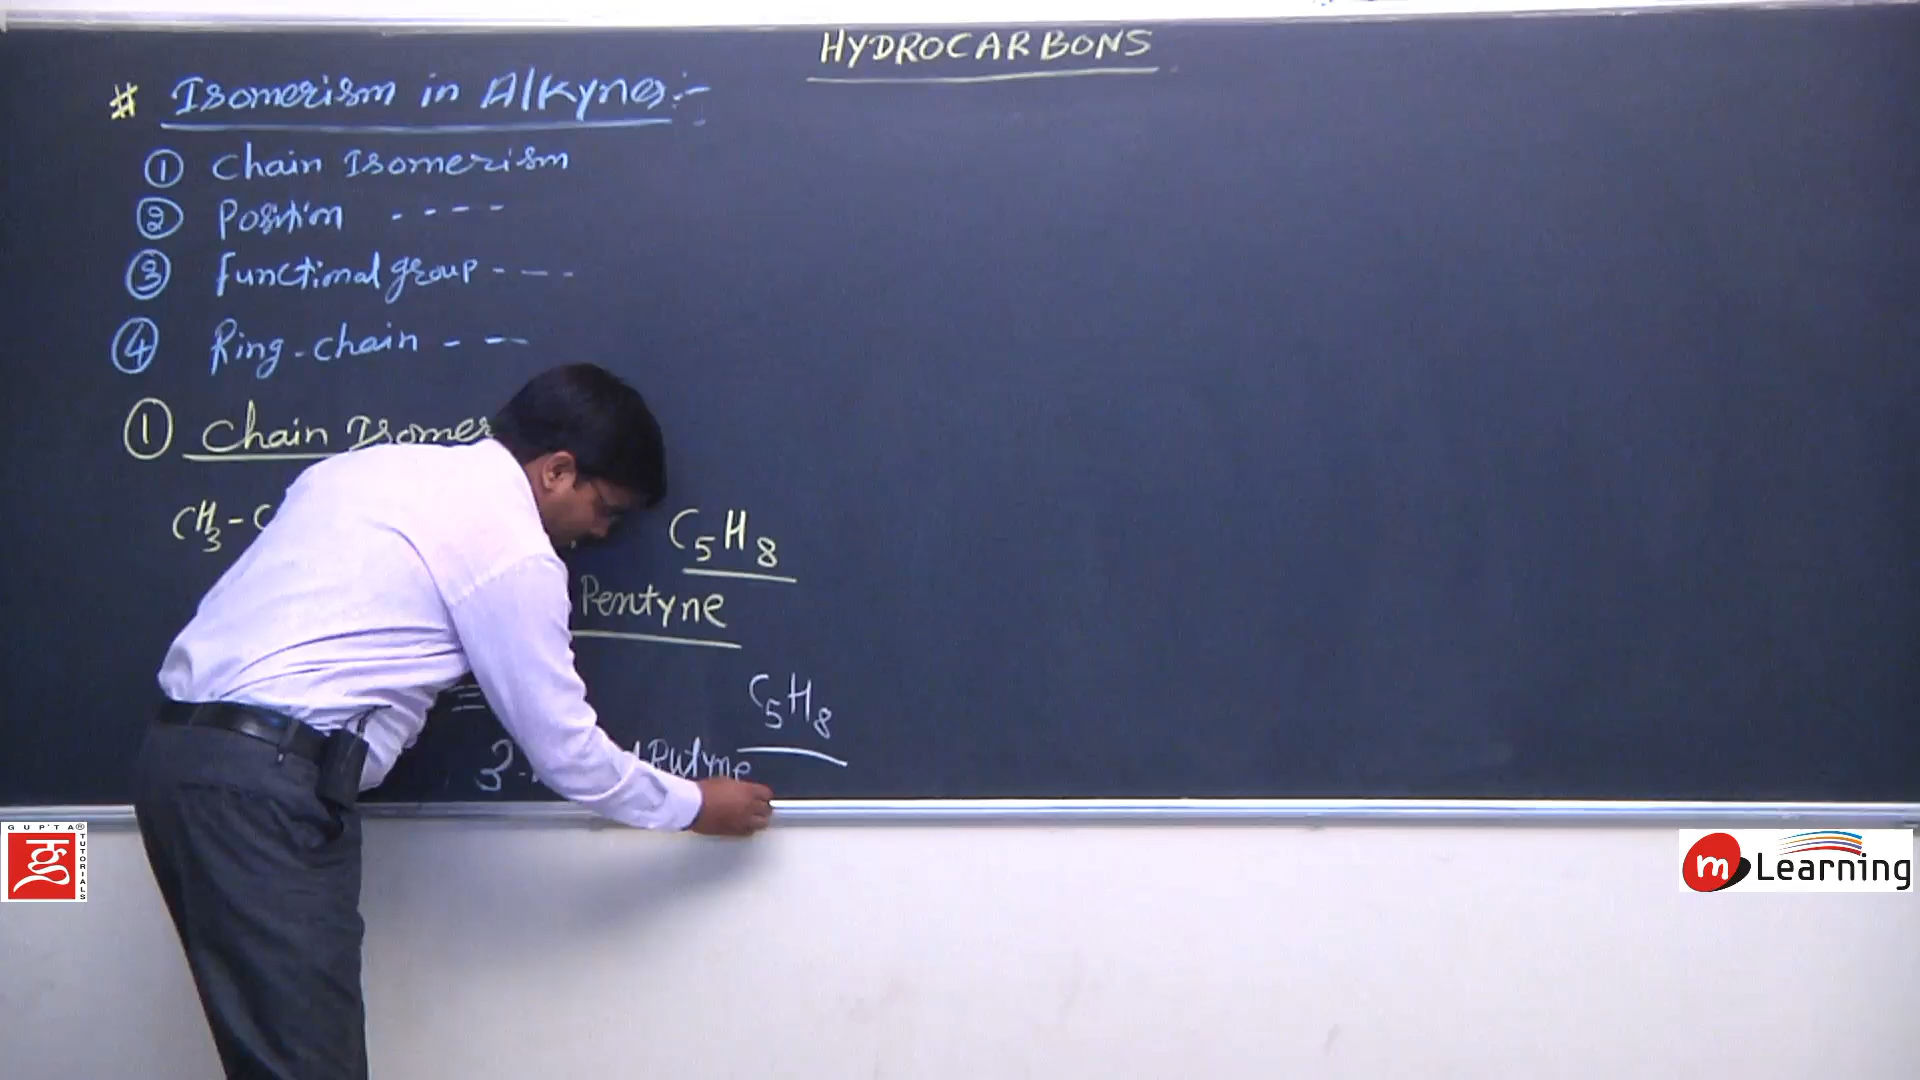 HYDROCARBONS
# Isomerism in Alkynes:-
① Chain Isomerism
② Position - - - -
③ Functional group - - - -
④ Ring-chain - - -
① Chain Isomer
CH3-C
C5H8
Pentyne
C5H8
3-
Butyne
GUPTA®
TUTORIALS
m Learning